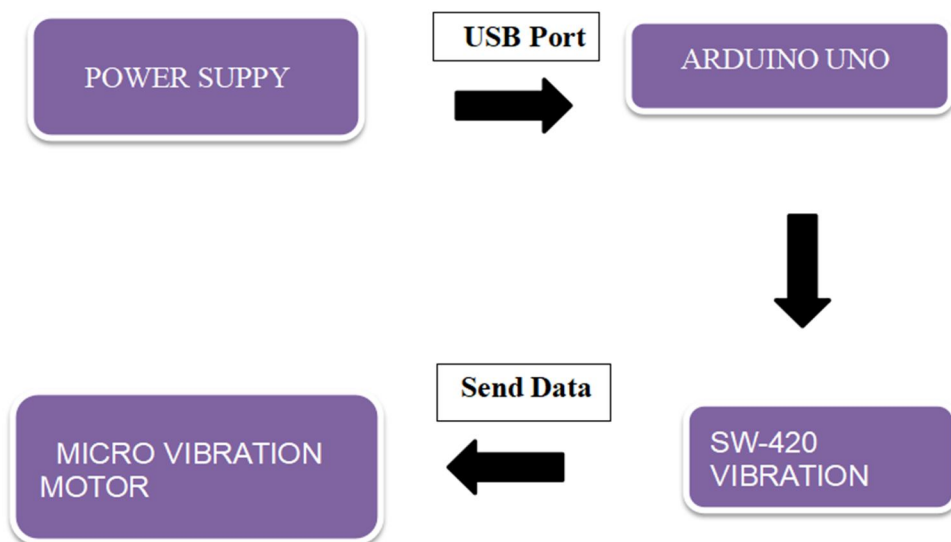 POWER SUPPY
USB Port
ARDUINO UNO
Send Data
MICRO VIBRATION
MOTOR
SW-420
VIBRATION